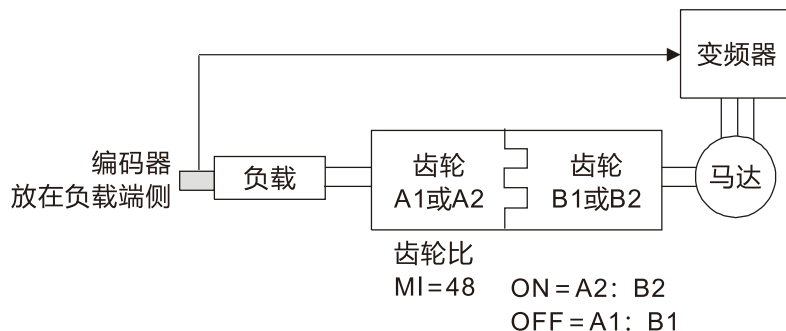 变频器
编码器
放在负载端侧
负载
齿轮
A1或A2
齿轮
B1或B2
马达
齿轮比
MI=48
ON=A2: B2
OFF=A1: B1